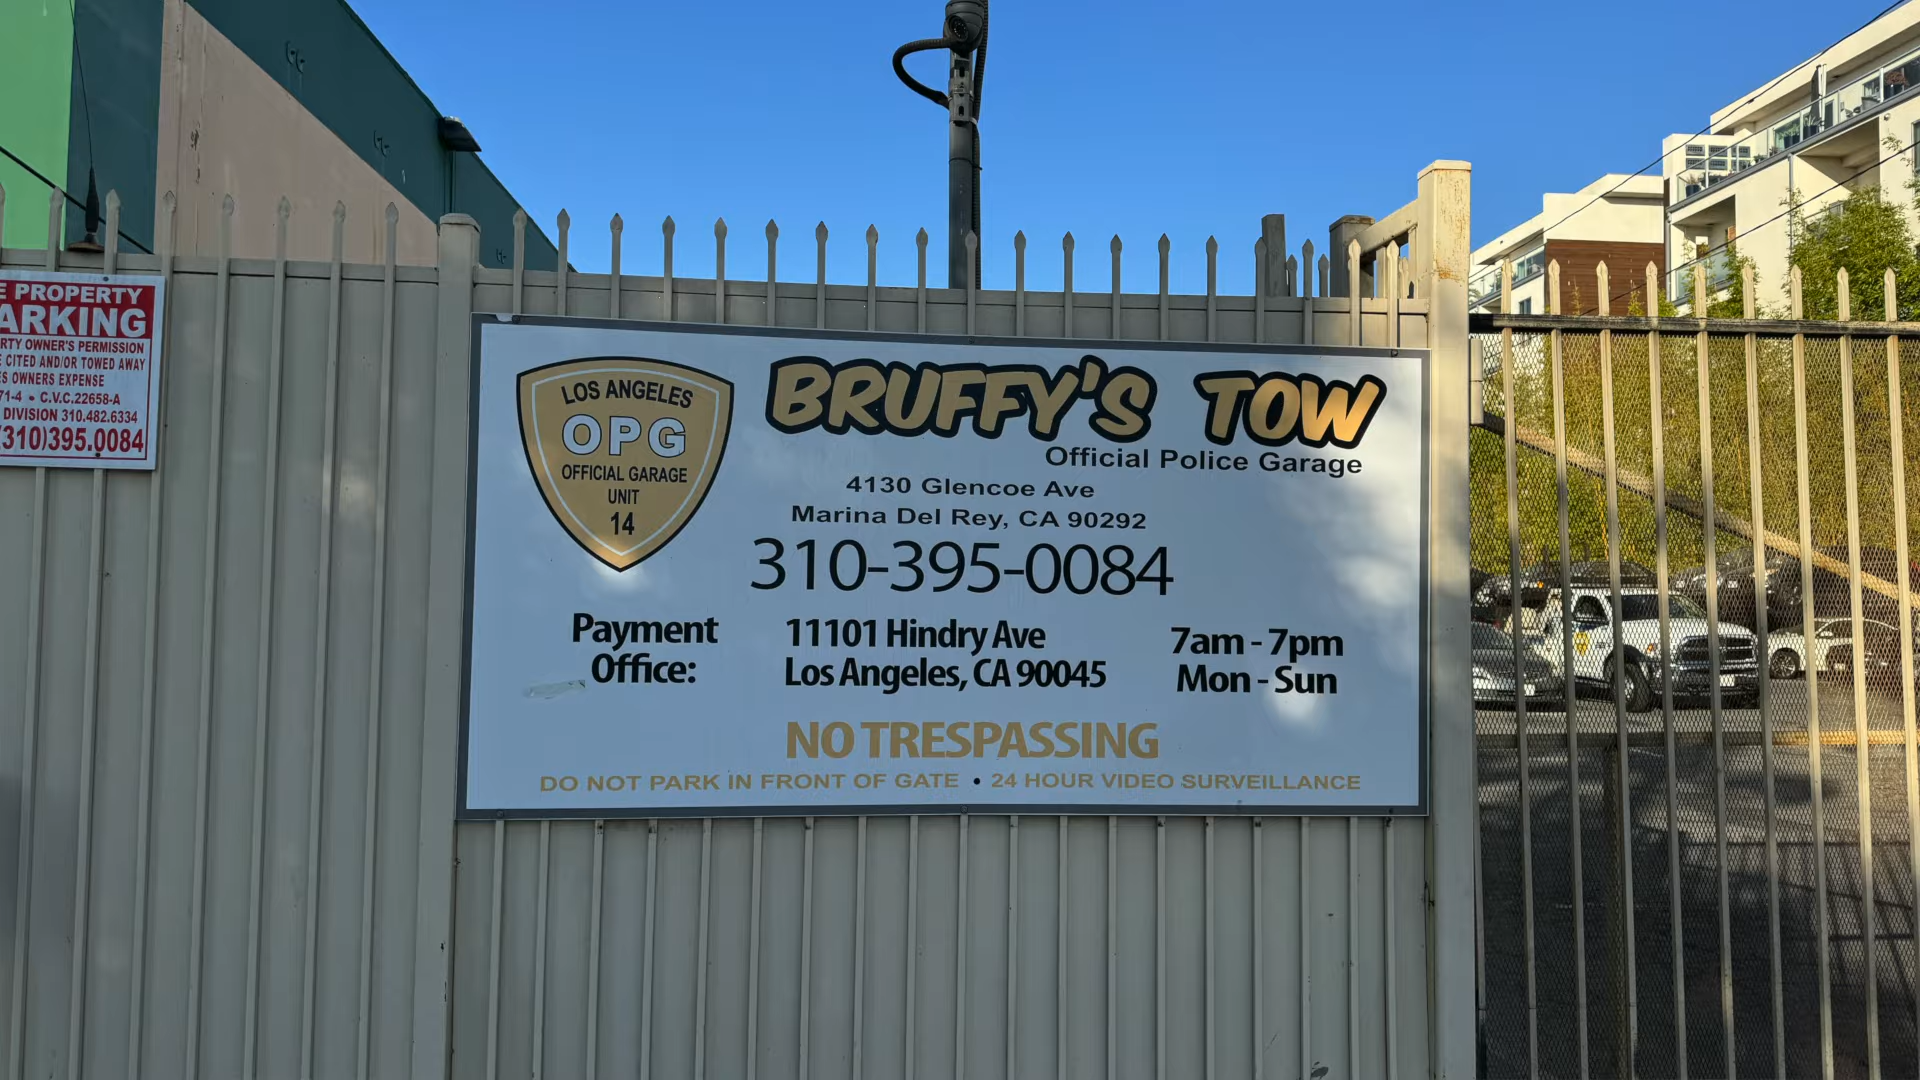 E PROPERTY
ARKING
RTY OWNER'S PERMISSION
E CITED AND/OR TOWED AWAY
S OWNERS EXPENSE
71-4 • C.V.C.22658-A
DIVISION 310.482.6334
(310)395.0084
LOS ANGELES
OPG
OFFICIAL GARAGE
UNIT
14
BRUFFY'S TOW
Official Police Garage
4130 Glencoe Ave
Marina Del Rey, CA 90292
310-395-0084
Payment
Office:
11101 Hindry Ave
Los Angeles, CA 90045
7am - 7pm
Mon - Sun
NO TRESPASSING
DO NOT PARK IN FRONT OF GATE • 24 HOUR VIDEO SURVEILLANCE